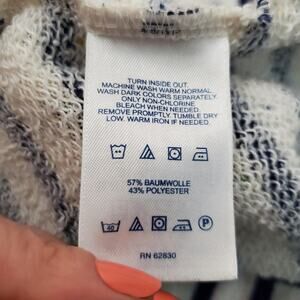 TURN INSIDE OUT.
MACHINE WASH WARM NORMAL.
WASH DARK COLORS SEPARATELY.
ONLY NON-CHLORINE
BLEACH WHEN NEEDED.
REMOVE PROMPTLY. TUMBLE DRY
LOW. WARM IRON IF NEEDED.
57% BAUMWOLLE
43% POLYESTER
40
P
RN 62830